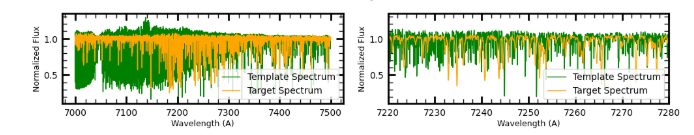 Normalized Flux
1.0
0.5
Template Spectrum
Target Spectrum
7000
7100
7200
7300
7400
7500
Wavelength (A)
Normalized Flux
1.0
0.5
Template Spectrum
Target Spectrum
7220
7230
7240
7250
7260
7270
7280
Wavelength (A)